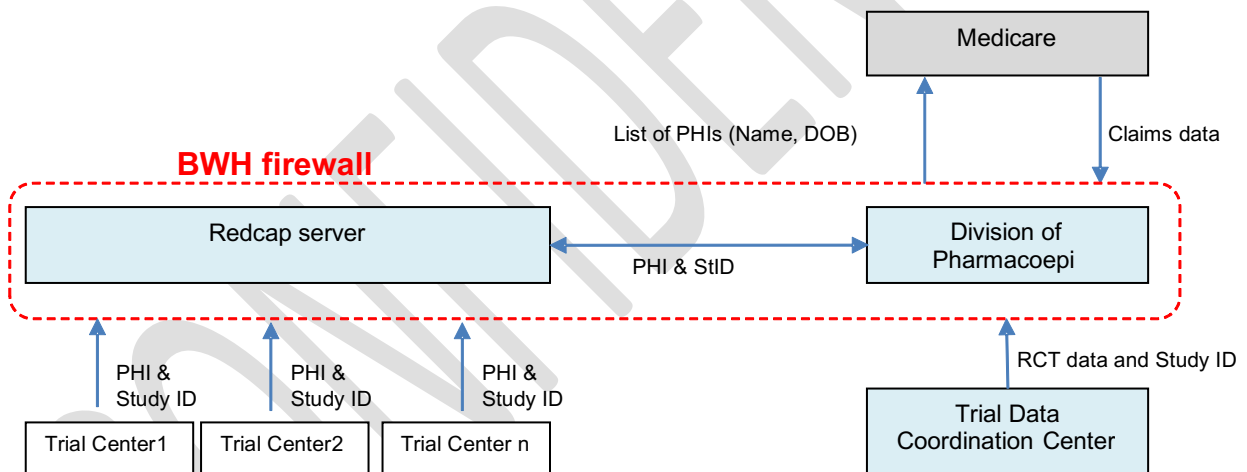 Medicare
List of PHIs (Name, DOB)
Claims data
BWH firewall
Redcap server
Division of
Pharmacoepi
PHI & StID
PHI &
Study ID
PHI &
Study ID
PHI &
Study ID
RCT data and Study ID
Trial Center1
Trial Center2
Trial Center n
Trial Data
Coordination Center